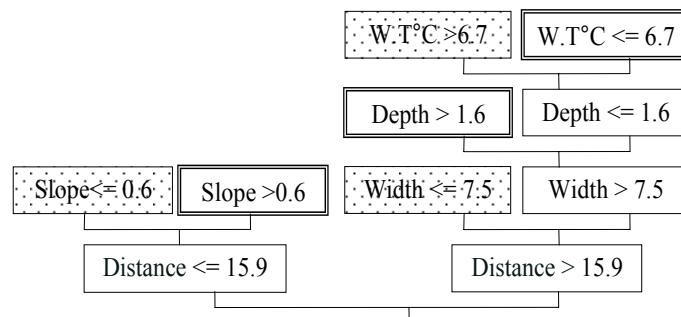 W.T°C >6.7
W.T°C <= 6.7
Depth > 1.6
Depth <= 1.6
Slope<= 0.6
Slope >0.6
Width <= 7.5
Width > 7.5
Distance <= 15.9
Distance > 15.9